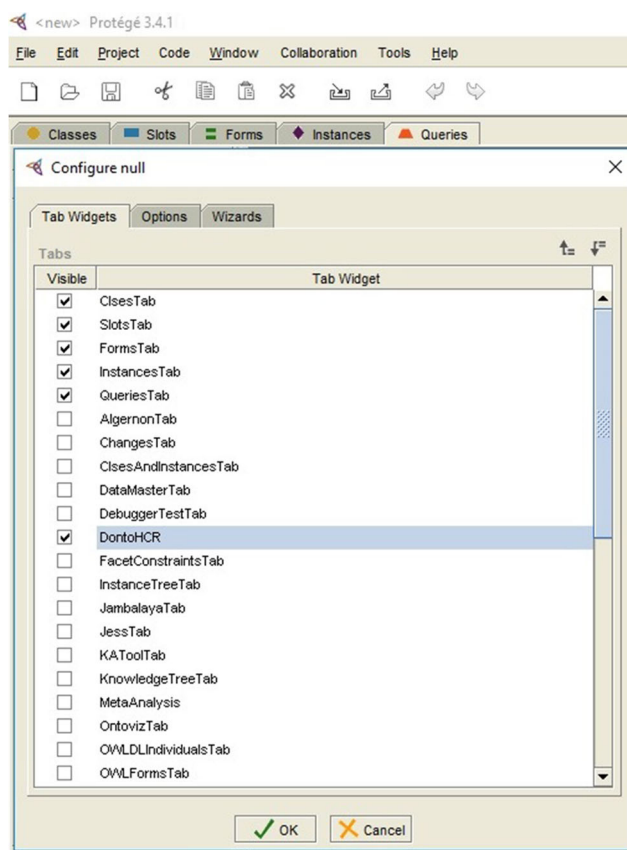 <new> Protégé 3.4.1
File Edit Project Code Window Collaboration Tools Help
Classes Slots Forms Instances Queries
Configure null
Tab Widgets Options Wizards
Tabs
Visible Tab Widget
ClsesTab
SlotsTab
FormsTab
InstancesTab
QueriesTab
AlgernonTab
ChangesTab
ClsesAndInstancesTab
DataMasterTab
DebuggerTestTab
DontoHCR
FacetConstraintsTab
InstanceTreeTab
JambalayaTab
JessTab
KAToolTab
KnowledgeTreeTab
MetaAnalysis
OntovizTab
OWLDLIndividualsTab
OWLFormsTab
OK Cancel